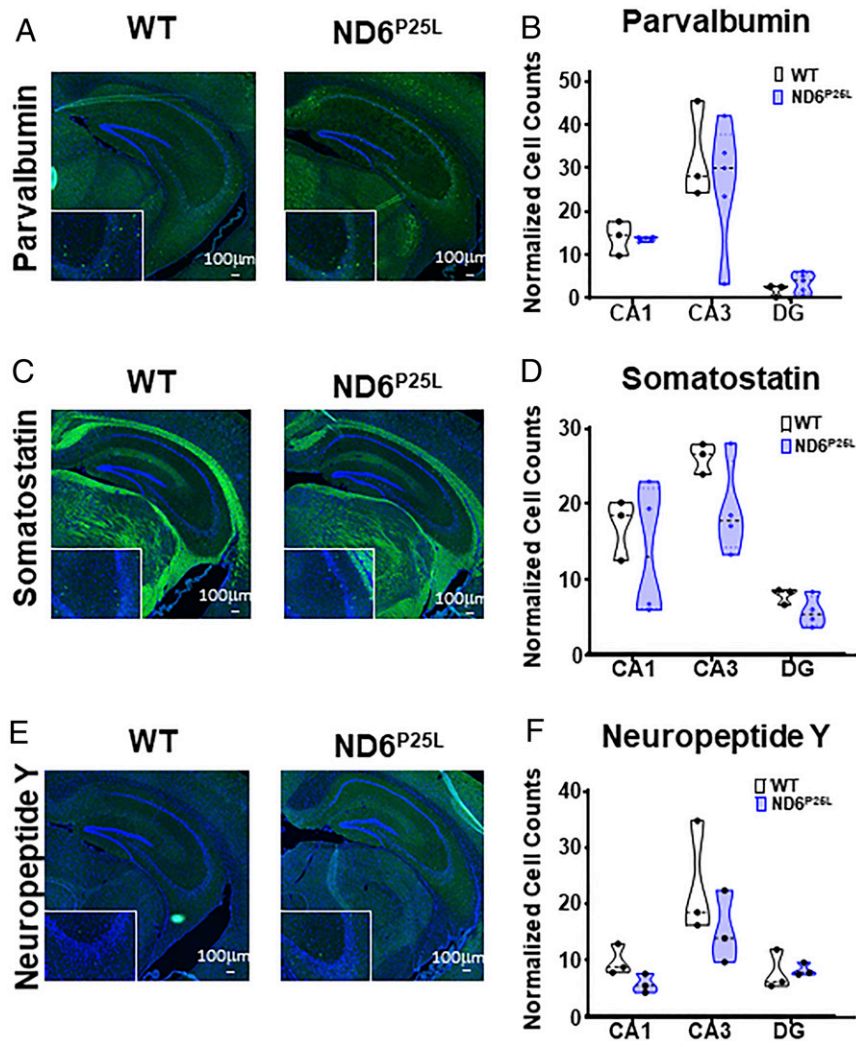 A
WT
ND6P25L
Parvalbumin
100μm
100μm
B
Parvalbumin
Normalized Cell Counts
50
40
30
20
10
0
WT
ND6P25L
CA1
CA3
DG
C
WT
ND6P25L
Somatostatin
100μm
100μm
D
Somatostatin
Normalized Cell Counts
30
20
10
0
WT
ND6P25L
CA1
CA3
DG
E
WT
ND6P25L
Neuropeptide Y
100μm
100μm
F
Neuropeptide Y
Normalized Cell Counts
40
30
20
10
0
WT
ND6P25L
CA1
CA3
DG